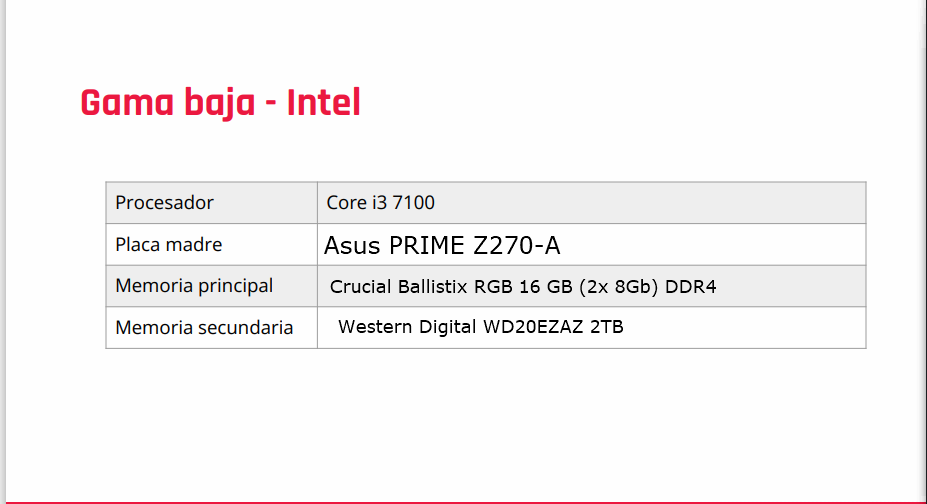 Gama baja - Intel
Procesador Core i3 7100
Placa madre Asus PRIME Z270-A
Memoria principal Crucial Ballistix RGB 16 GB (2x 8Gb) DDR4
Memoria secundaria Western Digital WD20EZAZ 2TB